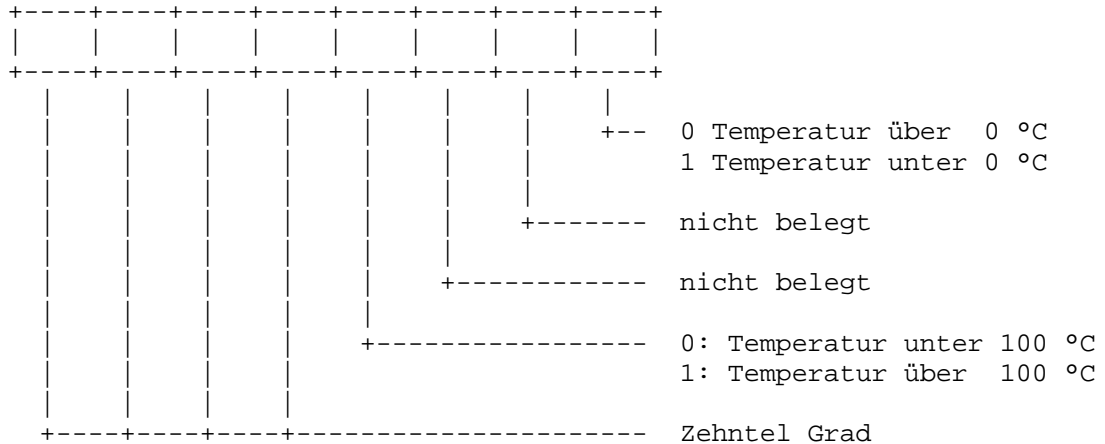 0 Temperatur über 0 °C
1 Temperatur unter 0 °C
nicht belegt
nicht belegt
0: Temperatur unter 100 °C
1: Temperatur über 100 °C
Zehntel Grad